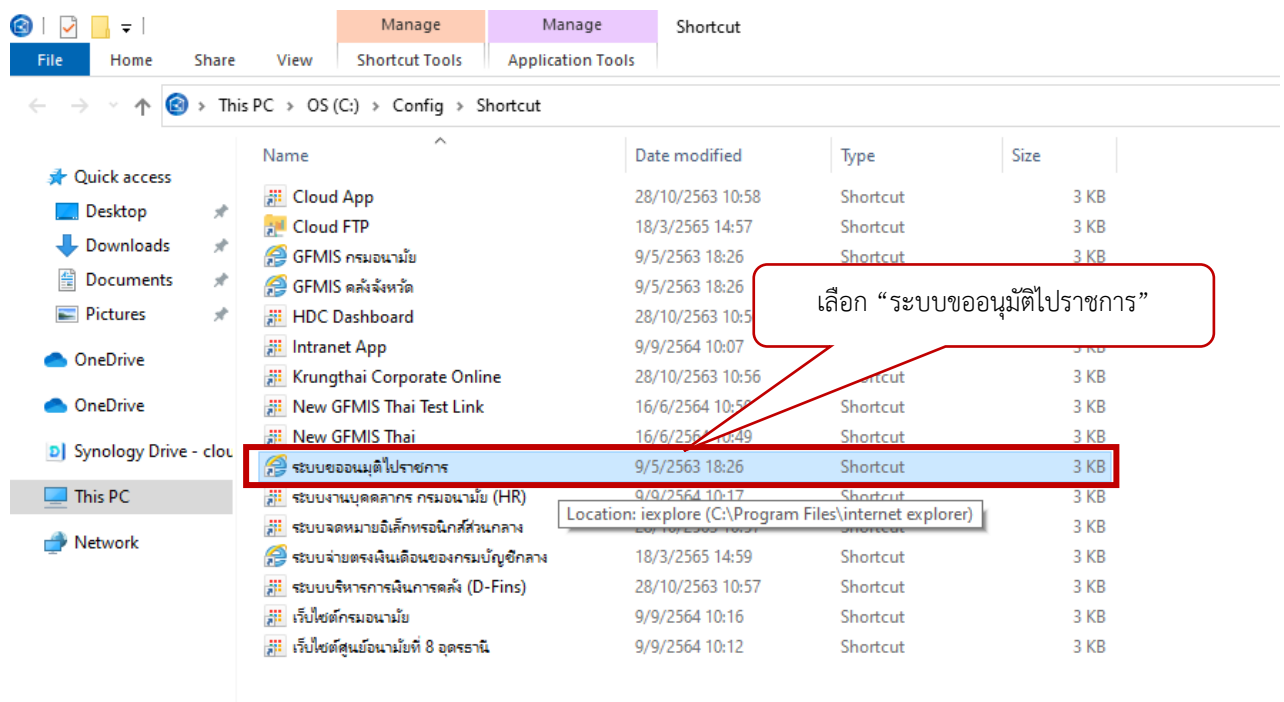 Manage Manage Shortcut
File Home Share View Shortcut Tools Application Tools
This PC > OS (C:) > Config > Shortcut
Name Date modified Type Size
Quick access
Desktop
Downloads
Documents
Pictures
OneDrive
OneDrive
Synology Drive - clou
This PC
Network
Cloud App 28/10/2563 10:58 Shortcut 3 KB
Cloud FTP 18/3/2565 14:57 Shortcut 3 KB
GFMIS กรมอนามัย 9/5/2563 18:26 Shortcut 3 KB
GFMIS คลังจังหวัด 9/5/2563 18:26
เลือก “ระบบขออนุมัติไปราชการ”
HDC Dashboard 28/10/2563
Intranet App 9/9/2564 10:07 3 KB
Krungthai Corporate Online 28/10/2563 10:56 Shortcut 3 KB
New GFMIS Thai Test Link 16/6/2564 Shortcut 3 KB
New GFMIS Thai 16/6/2564 10:49 Shortcut 3 KB
ระบบขออนมุติไปราชการ 9/5/2563 18:26 Shortcut 3 KB
ระบบงานบุคคลากร กรมอนามัย (HR) 9/9/2564 10:17 Shortcut 3 KB
Location: iexplore (C:\Program Files\internet explorer)
ระบบจดหมายอิเล็กทรอนิกส์ส่วนกลาง 28/10/2563 10:57 Shortcut 3 KB
ระบบจ่ายตรงเงินเดือนของกรมบัญชีกลาง 18/3/2565 14:59 Shortcut 3 KB
ระบบบริหารการเงินการคลัง (D-Fins) 28/10/2563 10:57 Shortcut 3 KB
เว็บไซต์กรมอนามัย 9/9/2564 10:16 Shortcut 3 KB
เว็บไซต์ศูนย์อนามัยที่ 8 อุดรธานี 9/9/2564 10:12 Shortcut 3 KB